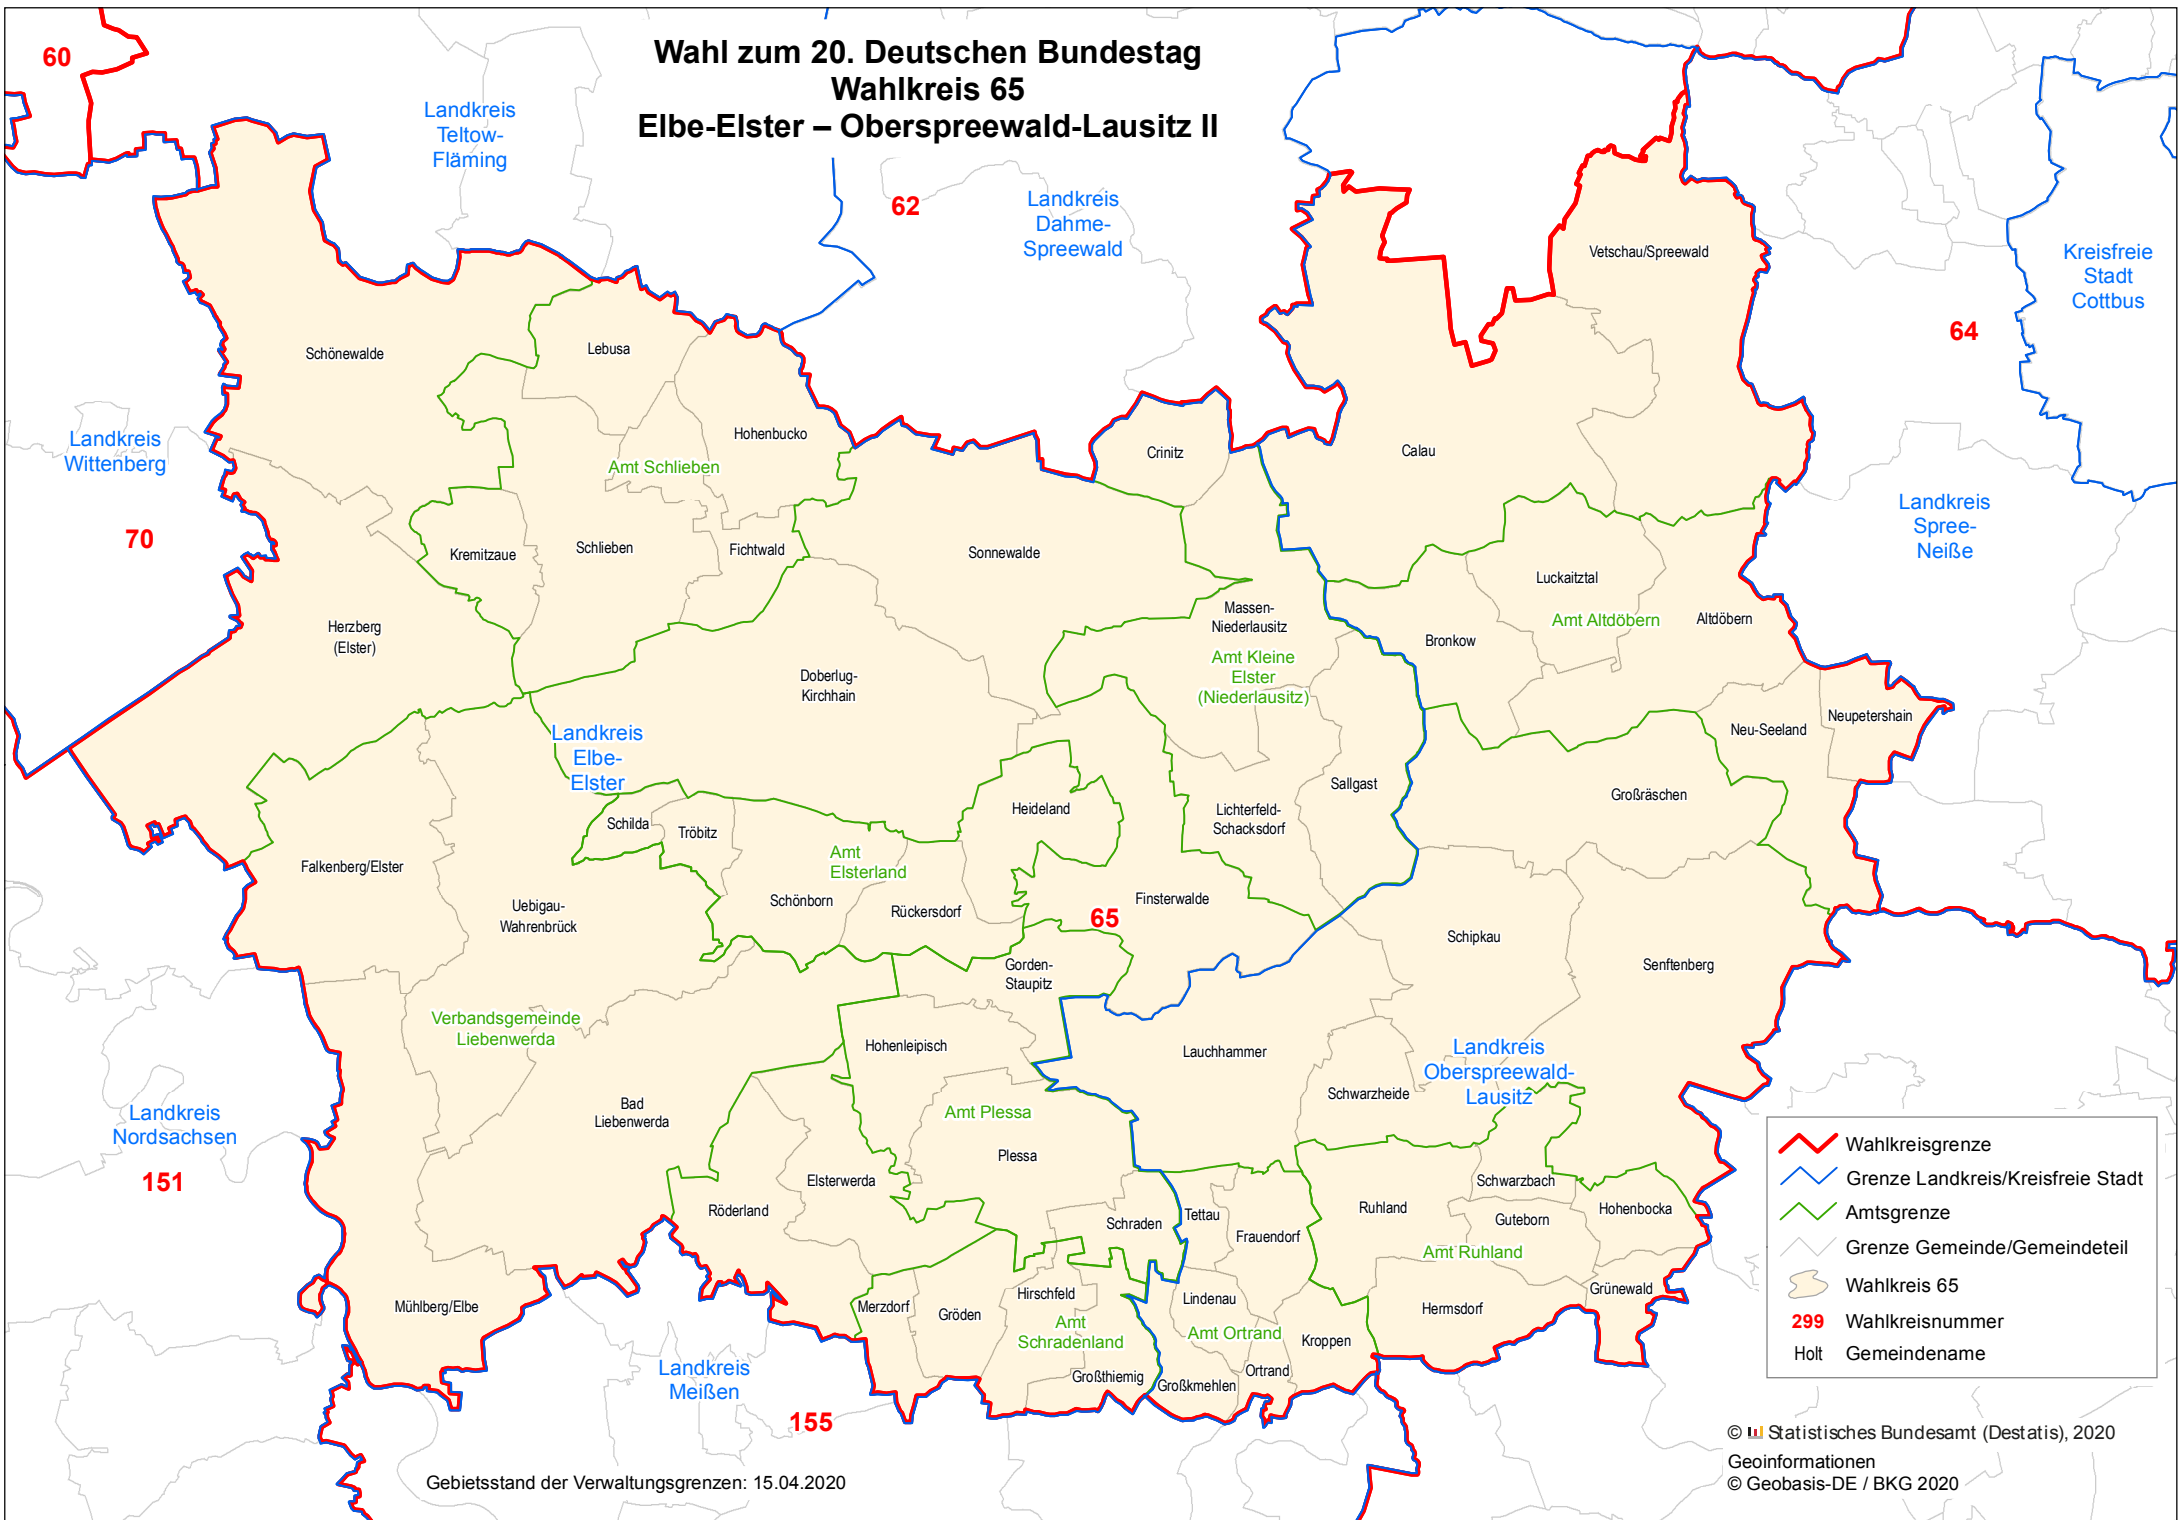 Wahl zum 20. Deutschen Bundestag
Wahlkreis 65
Elbe-Elster – Oberspreewald-Lausitz II
60
Landkreis
Teltow-
Fläming
62
Landkreis
Dahme-
Spreewald
Vetschau/Spreewald
Kreisfreie
Stadt
Cottbus
64
Schönewalde
Lebusa
Landkreis
Wittenberg
70
Hohenbucko
Amt Schlieben
Crinitz
Calau
Landkreis
Spree-
Neiße
Kremitzaue
Schlieben
Fichtwald
Sonnewalde
Luckaitztal
Amt Altdöbern
Altdöbern
Bronkow
Herzberg
(Elster)
Massen-
Niederlausitz
Amt Kleine
Elster
(Niederlausitz)
Doberlug-
Kirchhain
Neu-Seeland
Neupetershain
Landkreis
Elbe-
Elster
Sallgast
Großräschen
Heideland
Lichterfeld-
Schacksdorf
Schilda
Tröbitz
Amt
Elsterland
Falkenberg/Elster
Schönborn
Rückersdorf
Finsterwalde
65
Uebigau-
Wahrenbrück
Schipkau
Senftenberg
Gorden-
Staupitz
Verbandsgemeinde
Liebenwerda
Hohenleipisch
Lauchhammer
Landkreis
Oberspreewald-
Lausitz
Schwarzheide
Bad
Liebenwerda
Amt Plessa
Plessa
Landkreis
Nordsachsen
151
Elsterwerda
Röderland
Schraden
Tettau
Frauendorf
Ruhland
Schwarzbach
Guteborn
Hohenbocka
Amt Ruhland
Grünewald
Hermsdorf
Mühlberg/Elbe
Merzdorf
Gröden
Hirschfeld
Amt
Schradenland
Großthiemig
Lindenau
Amt Ortrand
Kroppen
Ortrand
Großkmehlen
Landkreis
Meißen
155
Wahlkreisgrenze
Grenze Landkreis/Kreisfreie Stadt
Amtsgrenze
Grenze Gemeinde/Gemeindeteil
Wahlkreis 65
299 Wahlkreisnummer
Holt Gemeindename
© Statistisches Bundesamt (Destatis), 2020
Geoinformationen
© Geobasis-DE / BKG 2020
Gebietsstand der Verwaltungsgrenzen: 15.04.2020